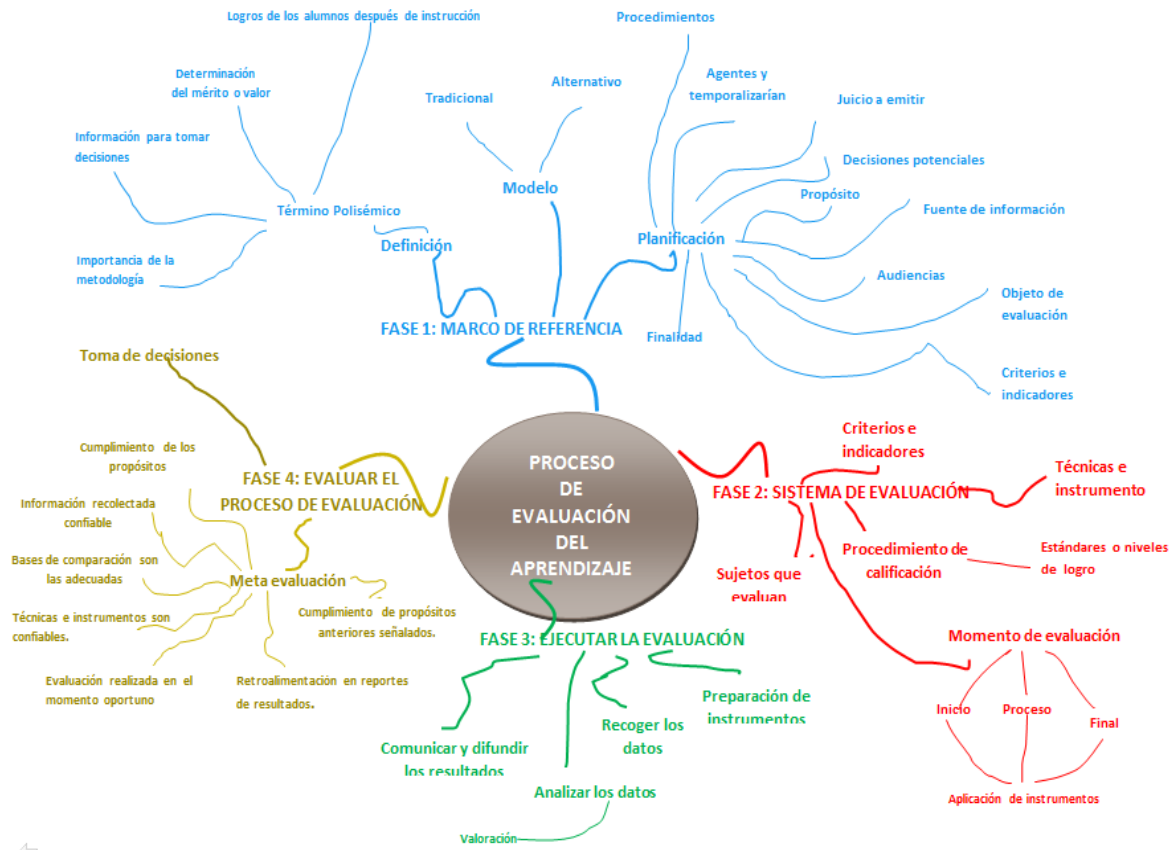 Logros de los alumnos después de instrucción
Determinación
del mérito o valor
Información para tomar
decisiones
Término Polisémico
Importancia de la
metodología
Definición
Tradicional
Alternativo
Modelo
Procedimientos
Agentes y
temporalizarían
Juicio a emitir
Decisiones potenciales
Propósito
Fuente de información
Planificación
Audiencias
Objeto de
evaluación
Finalidad
Criterios e
indicadores
FASE 1: MARCO DE REFERENCIA
PROCESO
DE
EVALUACIÓN
DEL
APRENDIZAJE
Criterios e
indicadores
Técnicas e
instrumento
FASE 2: SISTEMA DE EVALUACIÓN
Procedimiento de
calificación
Estándares o niveles
de logro
Sujetos que
evaluan
Momento de evaluación
Inicio
Proceso
Final
Aplicación de instrumentos
FASE 3: EJECUTAR LA EVALUACIÓN
Preparación de
instrumentos
Recoger los
datos
Comunicar y difundir
los resultados
Analizar los datos
Valoración
Toma de decisiones
FASE 4: EVALUAR EL
PROCESO DE EVALUACIÓN
Cumplimiento de los
propósitos
Información recolectada
confiable
Bases de comparación son
las adecuadas
Meta evaluación
Técnicas e instrumentos son
confiables.
Cumplimiento de propósitos
anteriores señalados.
Evaluación realizada en el
momento oportuno
Retroalimentación en reportes
de resultados.